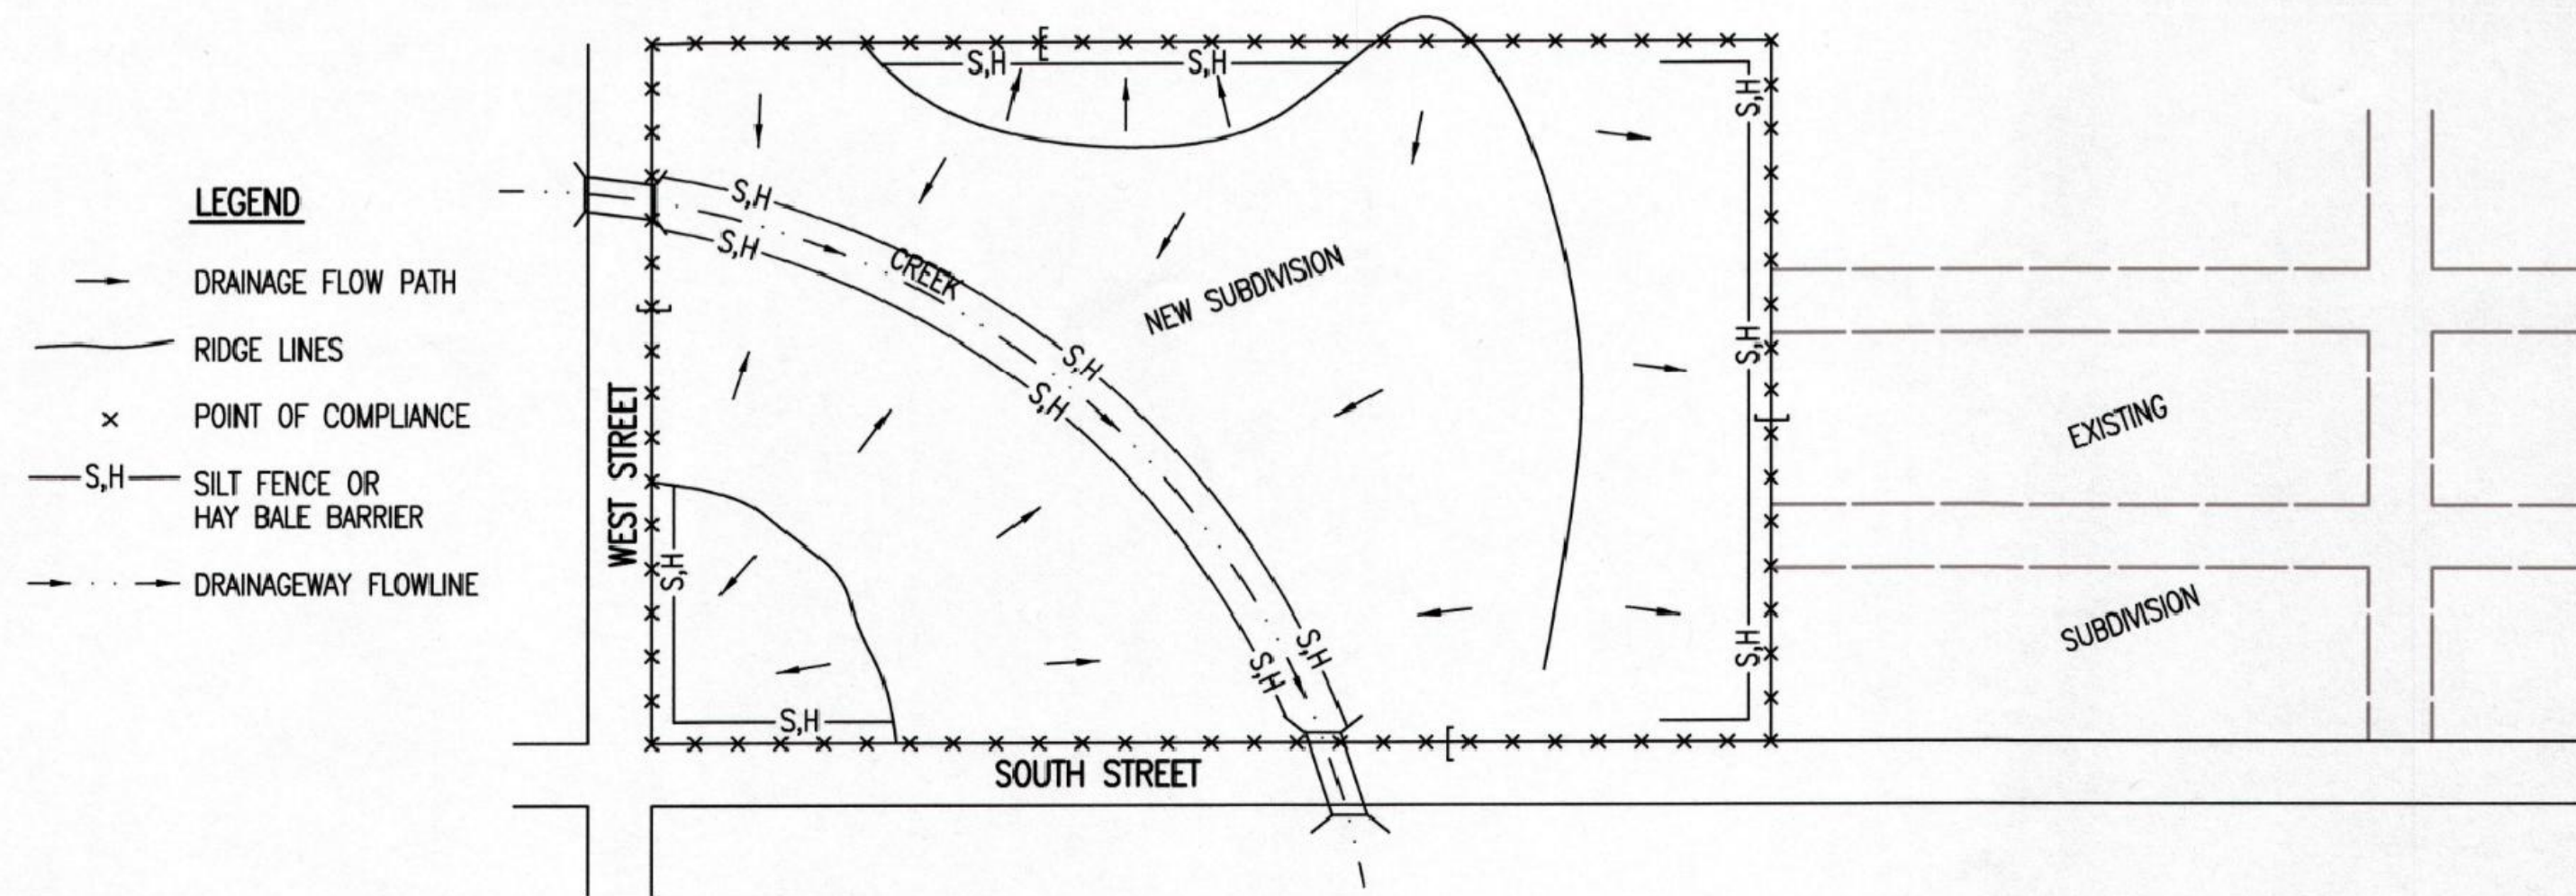 LEGEND
DRAINAGE FLOW PATH
RIDGE LINES
x POINT OF COMPLIANCE
S,H SILT FENCE OR
HAY BALE BARRIER
DRAINAGEWAY FLOWLINE
S,H
S,H
S,H
S,H
S,H
CREEK
NEW SUBDIVISION
S,H
S,H
S,H
WEST STREET
EXISTING
S,H
S,H
S,H
S,H
SUBDIVISION
S,H
S,H
SOUTH STREET